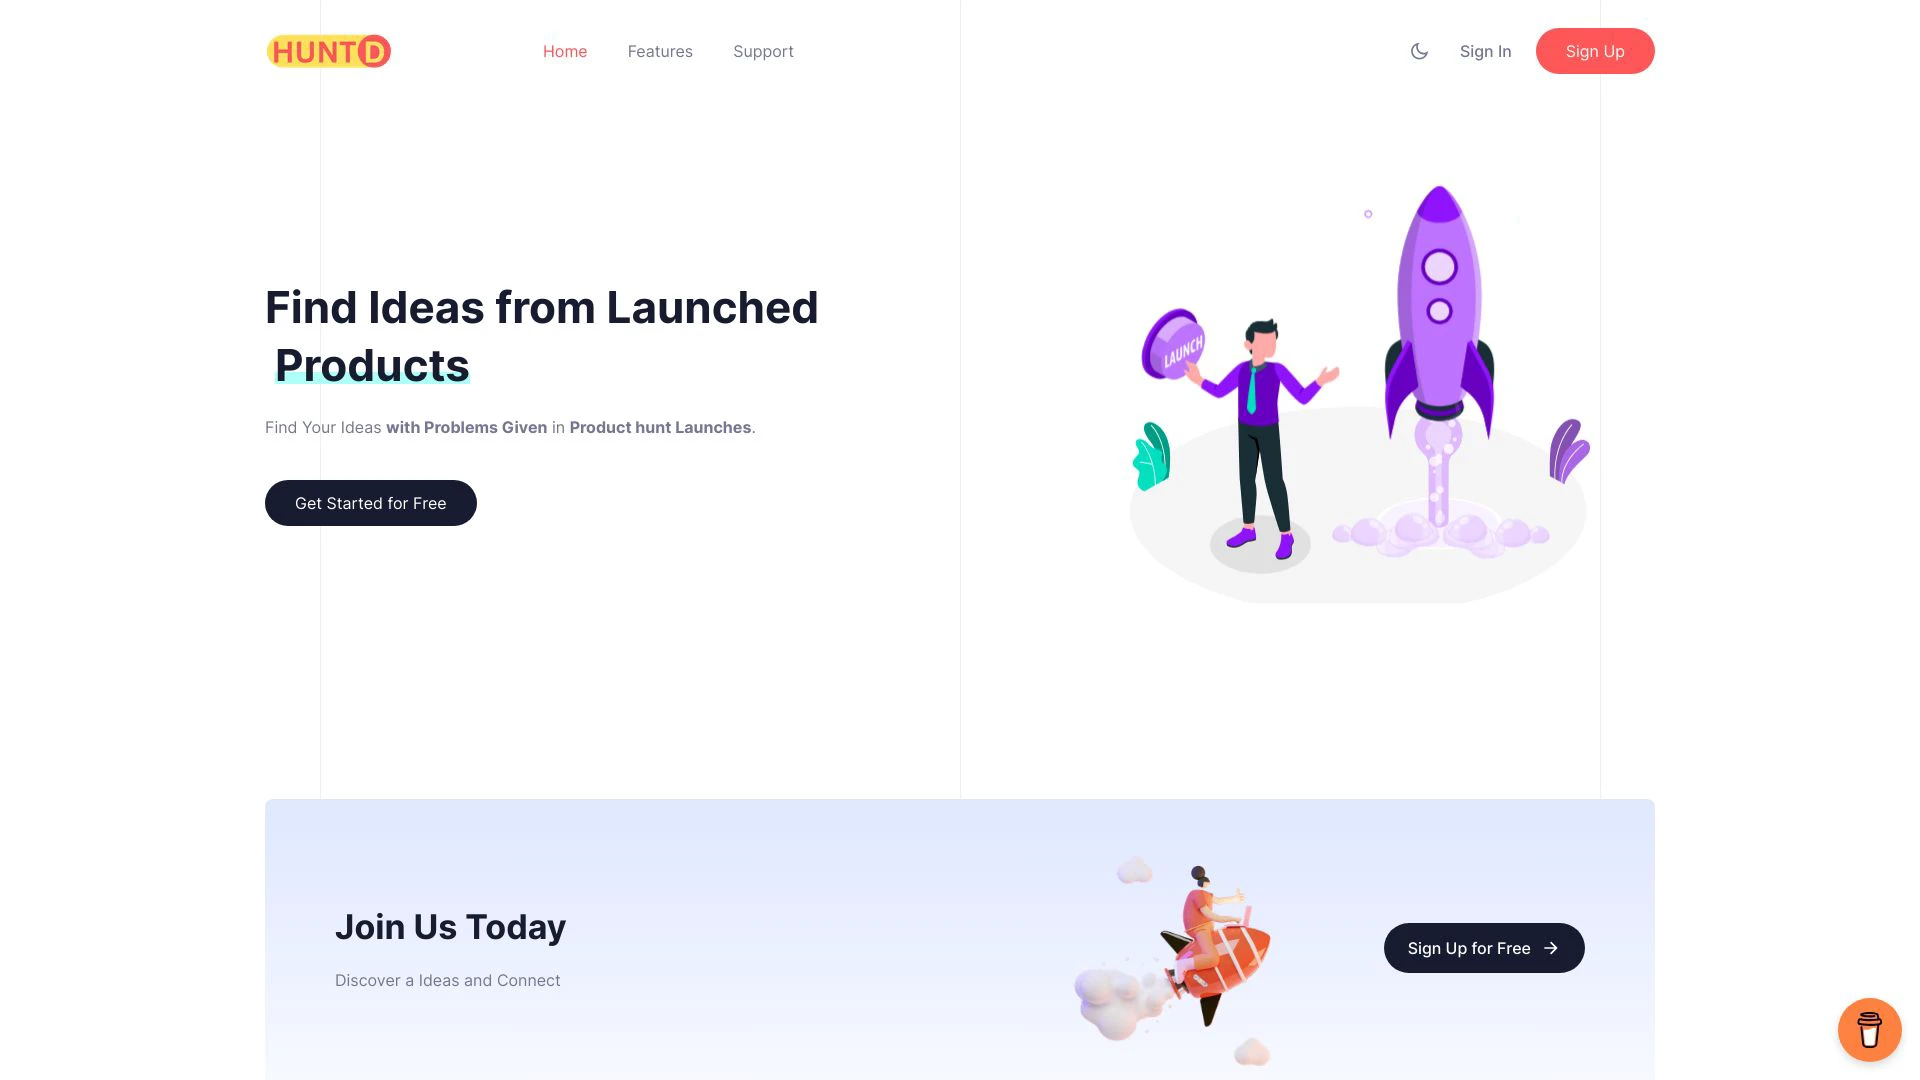 HUNTD
Home
Features
Support
Sign In
Sign Up
Find Ideas from Launched
Products
Find Your Ideas with Problems Given in Product hunt Launches.
Get Started for Free
LAUNCH
Join Us Today
Discover a Ideas and Connect
Sign Up for Free